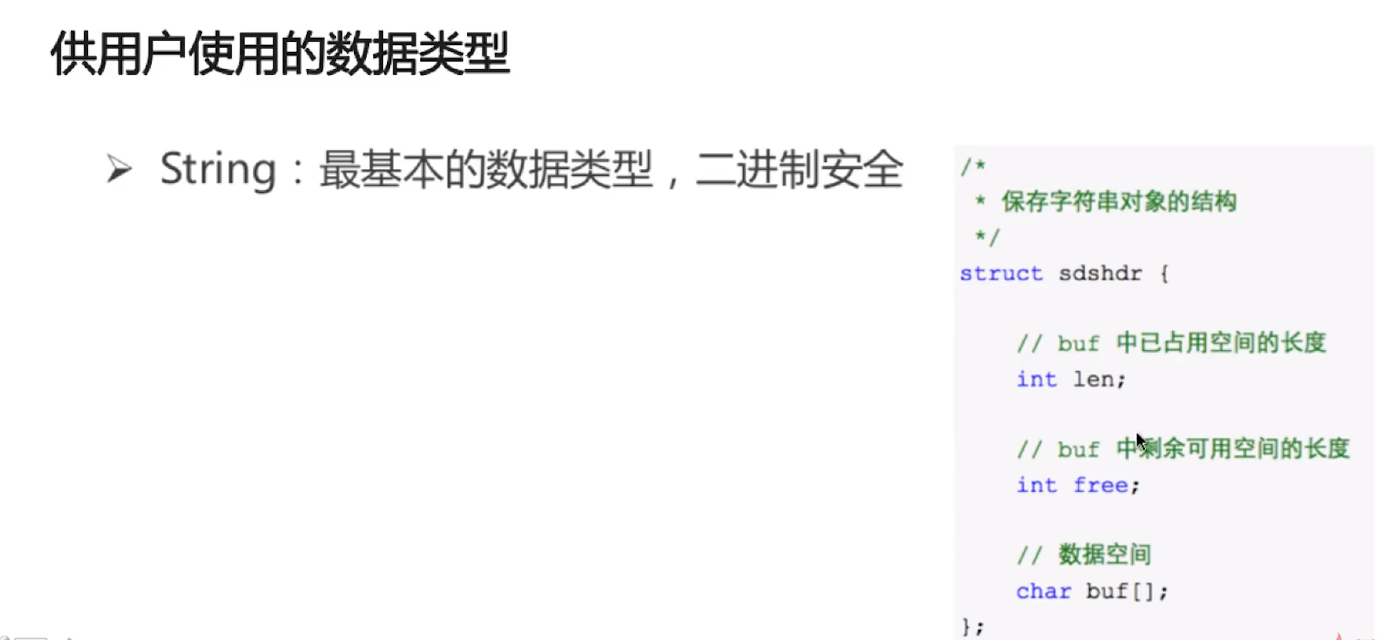 供用户使用的数据类型
➢ String：最基本的数据类型，二进制安全
/*
* 保存字符串对象的结构
*/
struct sdshdr {
// buf 中已占用空间的长度
int len;
// buf 中剩余可用空间的长度
int free;
// 数据空间
char buf[];
};